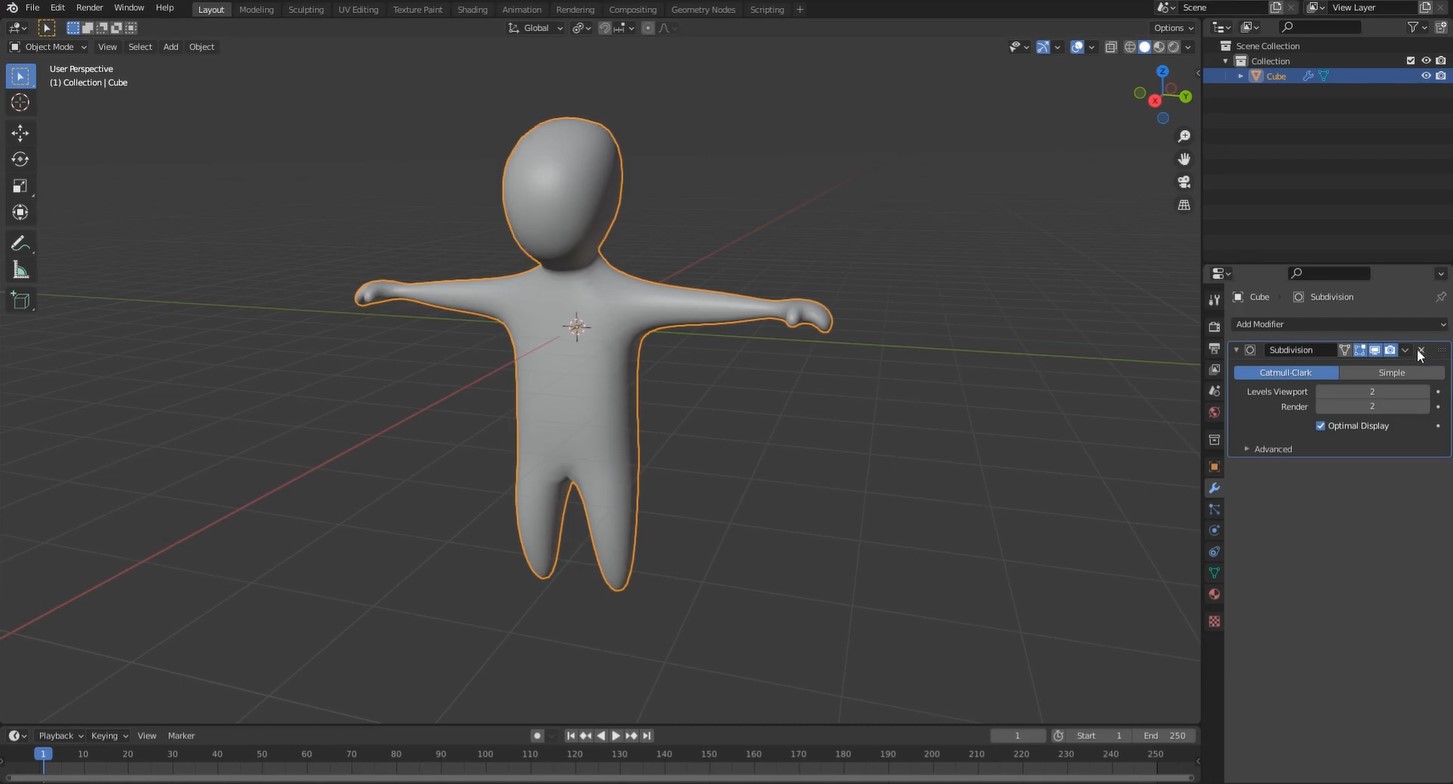 File Edit Render Window Help Layout Modeling Sculpting UV Editing Texture Paint Shading Animation Rendering Compositing Geometry Nodes Scripting + Scene View Layer
Global Options
Object Mode View Select Add Object
User Perspective
(1) Collection | Cube
Z
Y
X
Scene Collection
Collection
Cube
Cube Subdivision
Add Modifier
Subdivision
Catmull-Clark Simple
Levels Viewport 2
Render 2
Optimal Display
Advanced
Playback Keying View Marker 1 Start 1 End 250
1 10 20 30 40 50 60 70 80 90 100 110 120 130 140 150 160 170 180 190 200 210 220 230 240 250